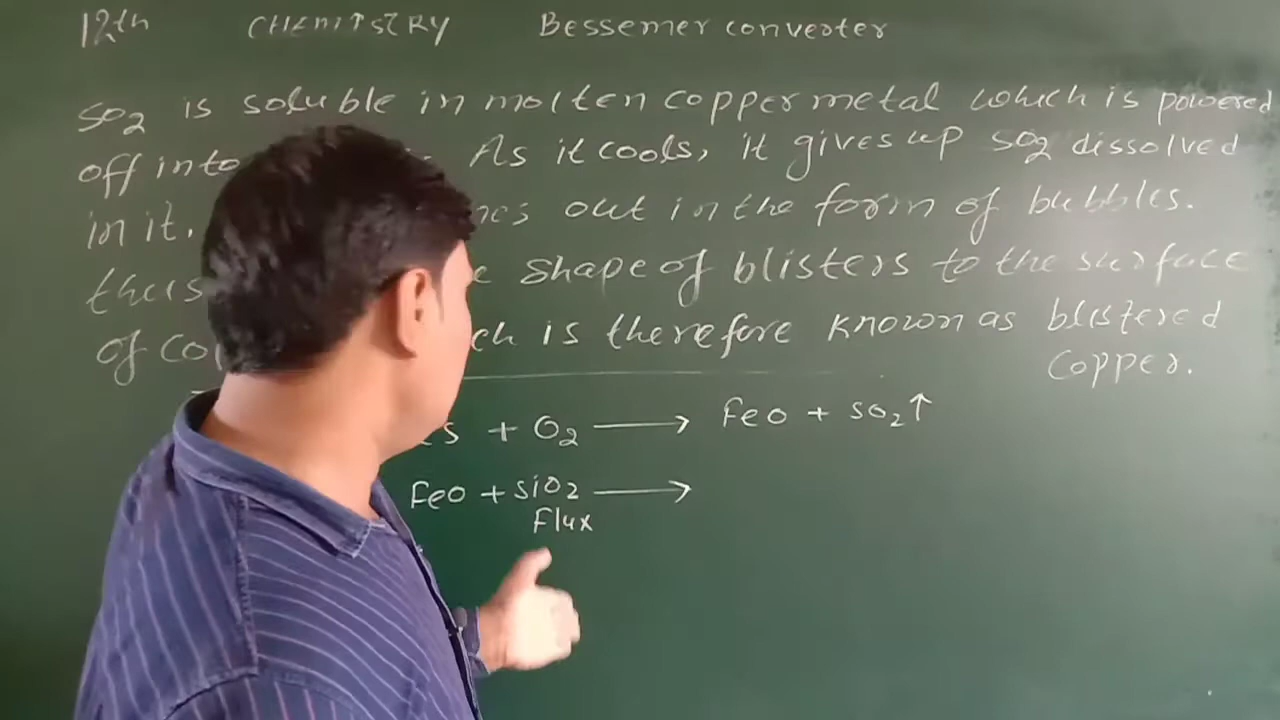 12th CHEMISTRY Bessemer converter
SO2 is soluble in molten copper metal which is powered
off into As it cools, it gives up SO2 dissolved
in it. out in the form of bubbles.
shape of blisters to the surface
of is therefore known as blistered
copper.
+ O2 ⟶ FeO + SO2↑
FeO + SiO2 ⟶
Flux